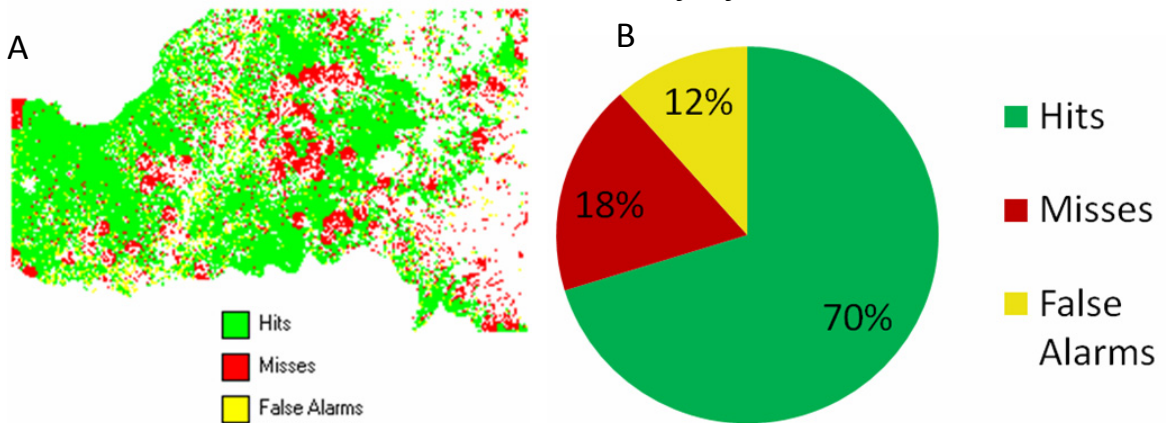 A
Hits
Misses
False Alarms
B
12%
18%
70%
Hits
Misses
False
Alarms